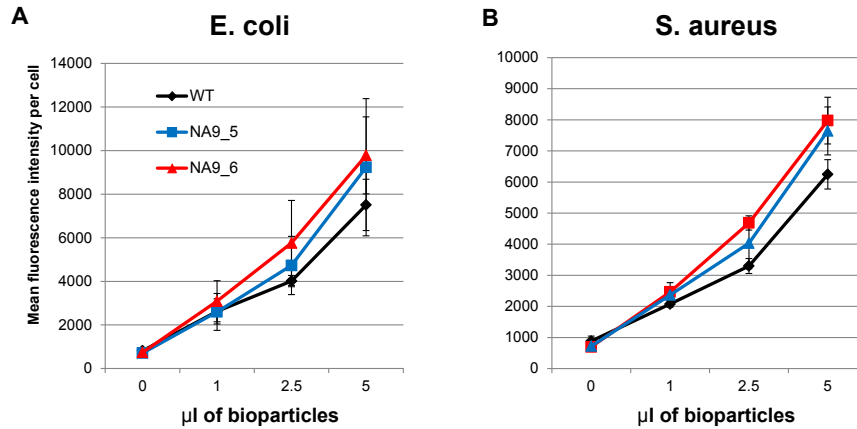 A
E. coli
Mean fluorescence intensity per cell
14000
12000
10000
8000
6000
4000
2000
0
WT
NA9_5
NA9_6
0 1 2.5 5
µl of bioparticles
B
S. aureus
10000
9000
8000
7000
6000
5000
4000
3000
2000
1000
0
0 1 2.5 5
µl of bioparticles